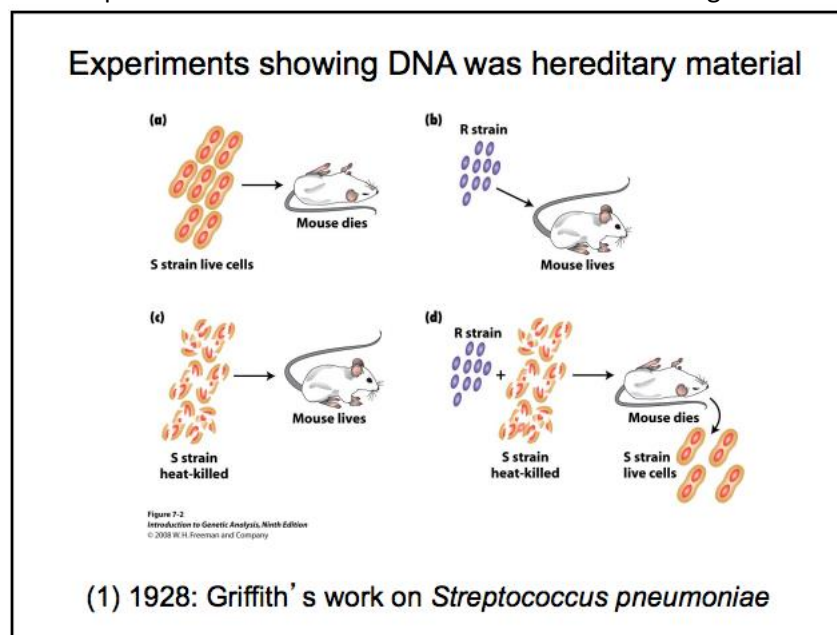 Experiments showing DNA was hereditary material
(a)
S strain live cells
Mouse dies
(b)
R strain
Mouse lives
(c)
S strain
heat-killed
Mouse lives
(d)
R strain
+
S strain
heat-killed
Mouse dies
S strain
live cells
Figure 7-2
Introduction to Genetic Analysis, Ninth Edition
© 2008 W. H. Freeman and Company
(1) 1928: Griffith's work on Streptococcus pneumoniae